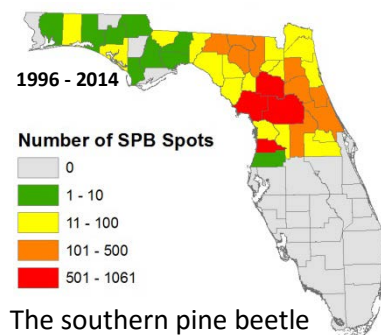 1996 - 2014
Number of SPB Spots
0
1 - 10
11 - 100
101 - 500
501 - 1061
The southern pine beetle